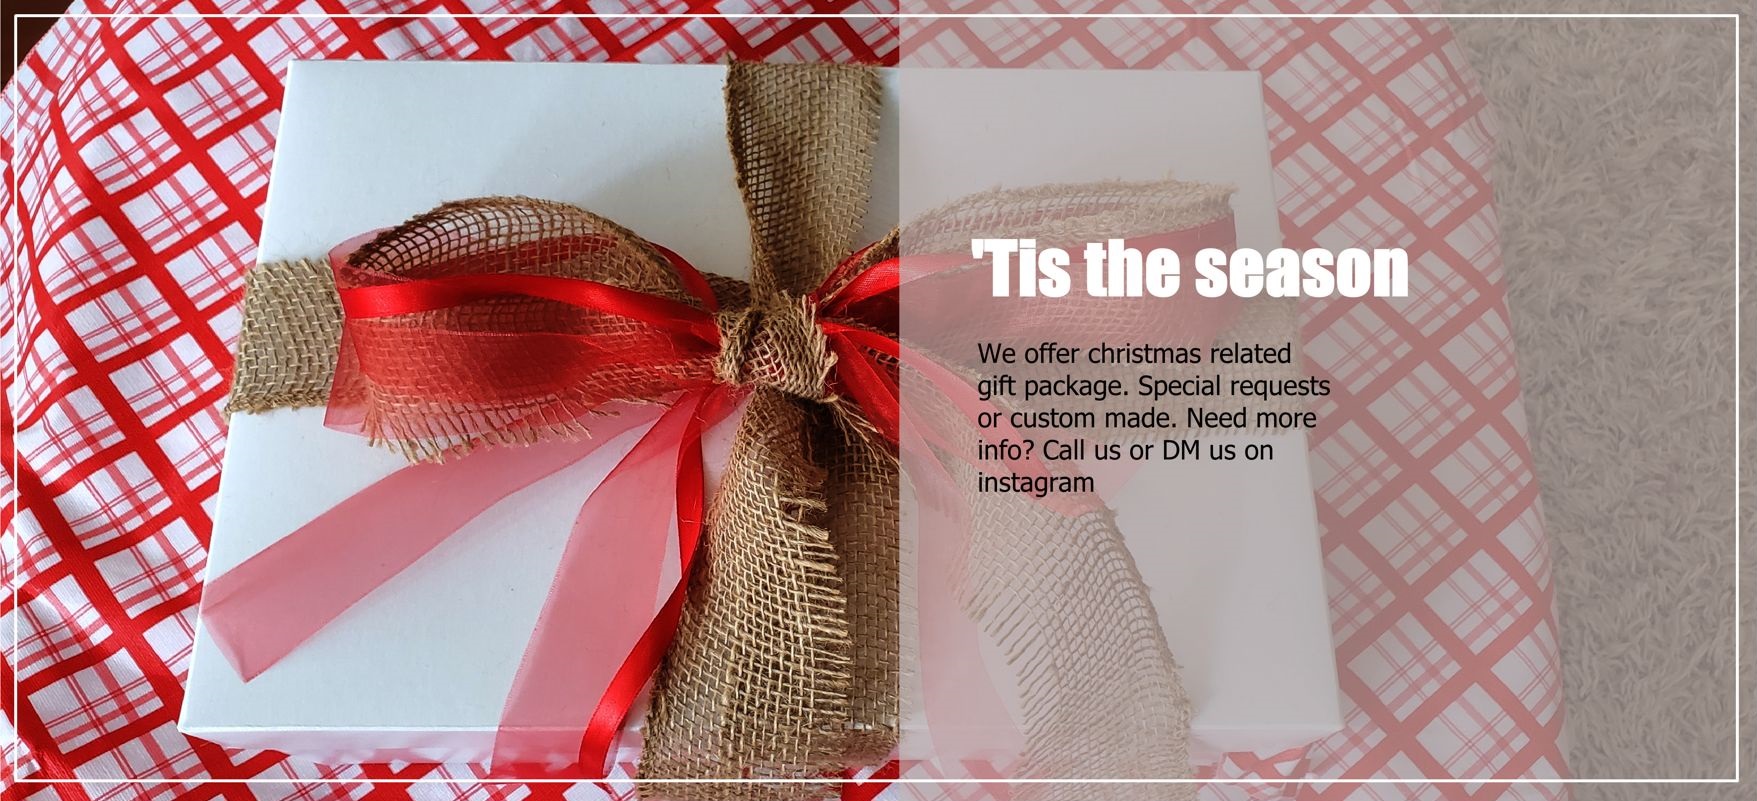 'Tis the season
We offer christmas related
gift package. Special requests
or custom made. Need more
info? Call us or DM us on
instagram